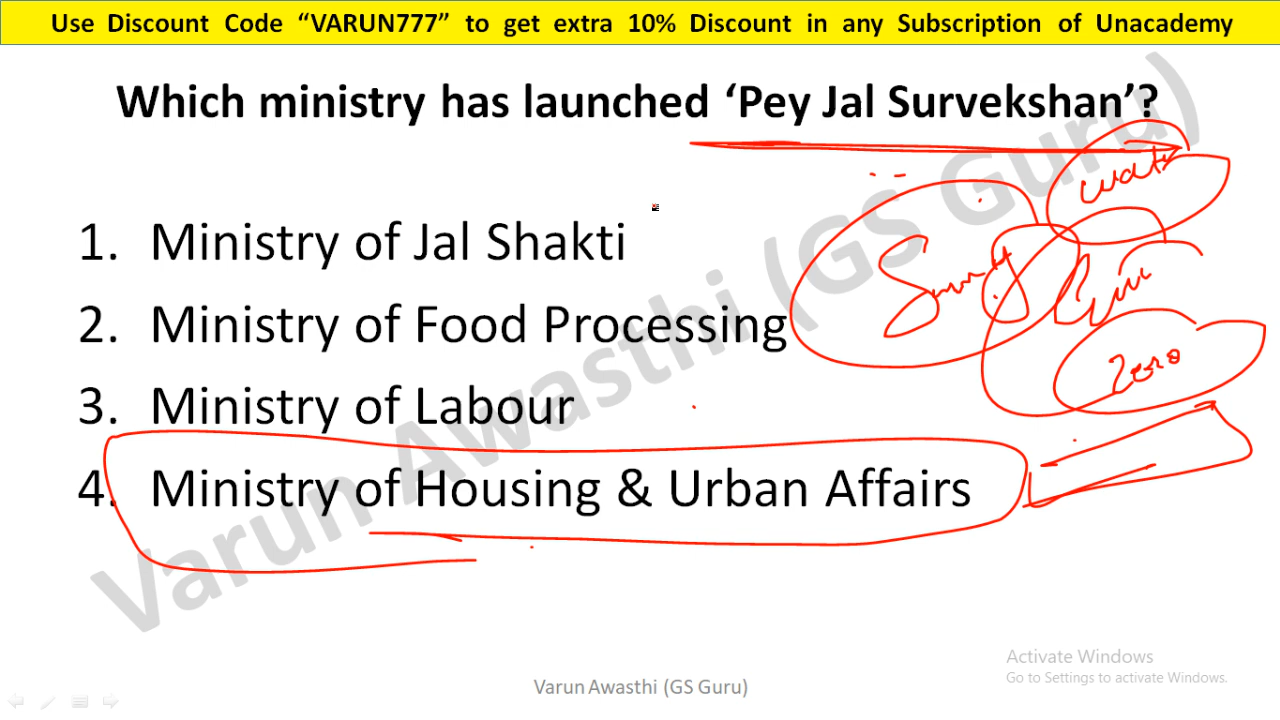 Use Discount Code “VARUN777” to get extra 10% Discount in any Subscription of Unacademy
Which ministry has launched ‘Pey Jal Survekshan’?
1. Ministry of Jal Shakti
2. Ministry of Food Processing
3. Ministry of Labour
4. Ministry of Housing & Urban Affairs
Zero
Varun Awasthi (GS Guru)
Activate Windows
Go to Settings to activate Windows.
Varun Awasthi (GS Guru)